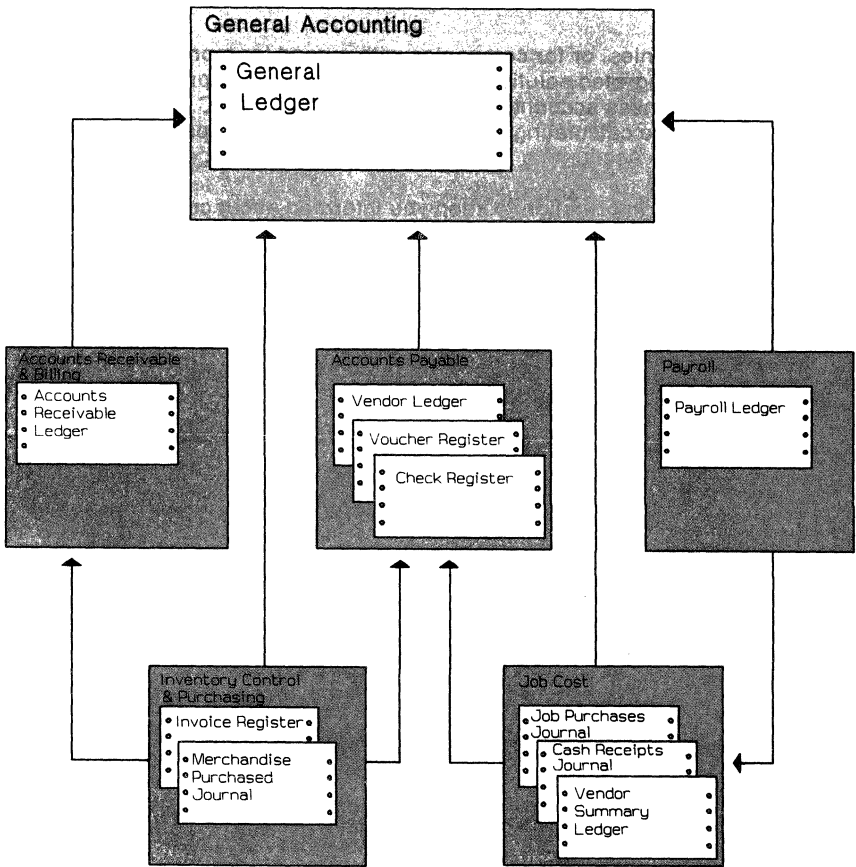 General Accounting
General
Ledger
Accounts Receivable
& Billing
Accounts
Receivable
Ledger
Accounts Payable
Vendor Ledger
Voucher Register
Check Register
Payroll
Payroll Ledger
Inventory Control
& Purchasing
Invoice Register
Merchandise
Purchased
Journal
Job Cost
Job Purchases
Journal
Cash Receipts
Journal
Vendor
Summary
Ledger